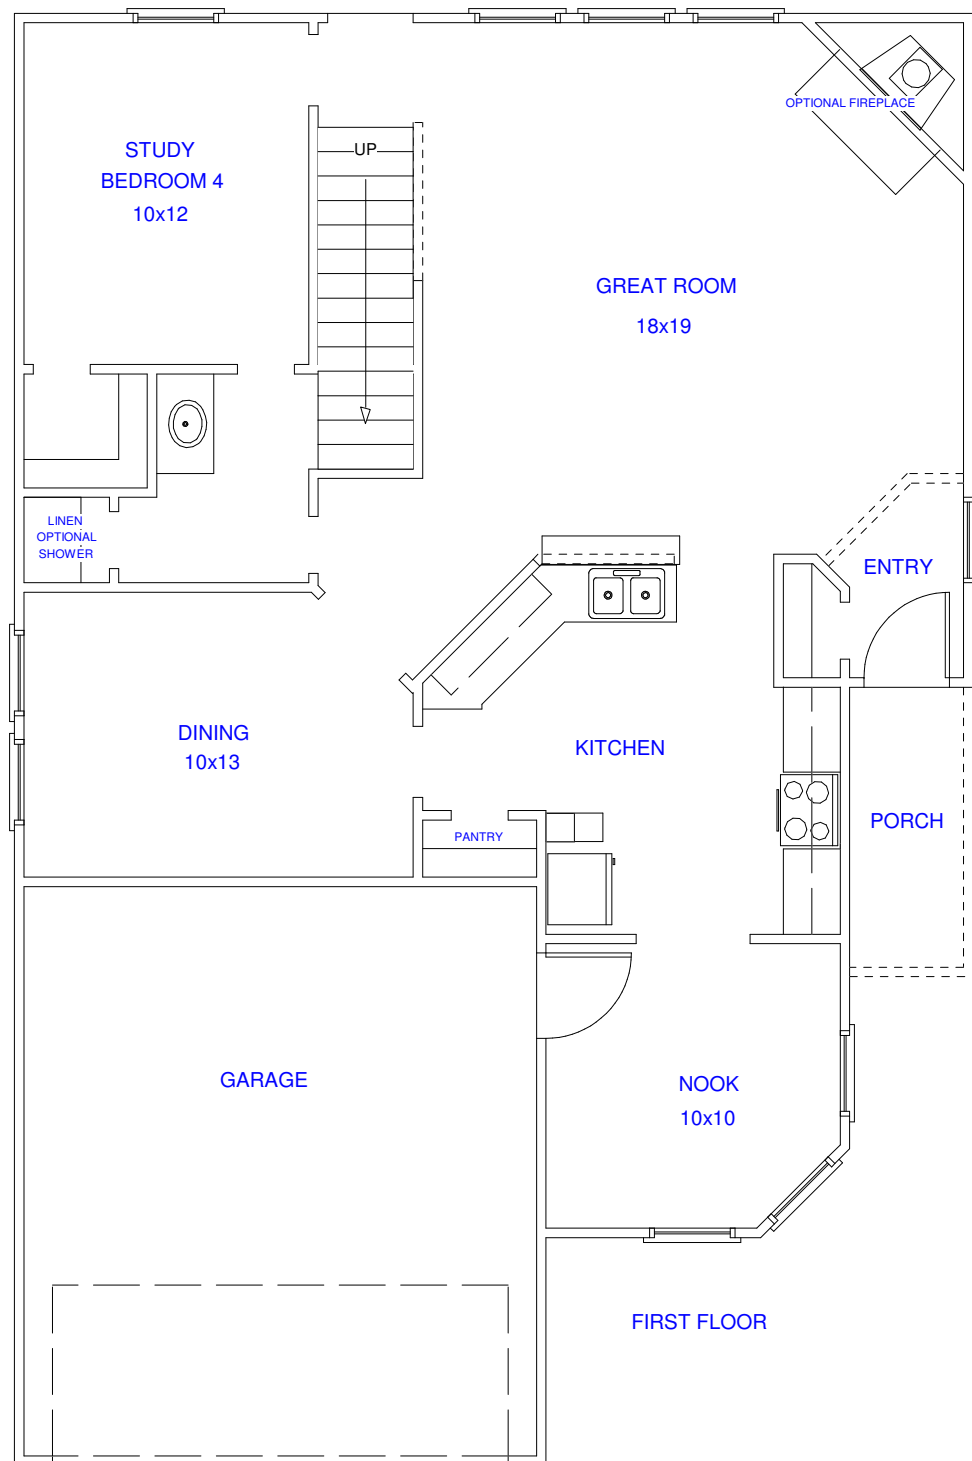 OPTIONAL FIREPLACE
UP
STUDY
BEDROOM 4
10x12
GREAT ROOM
18x19
LINEN
OPTIONAL
SHOWER
ENTRY
DINING
10x13
KITCHEN
PORCH
PANTRY
GARAGE
NOOK
10x10
FIRST FLOOR